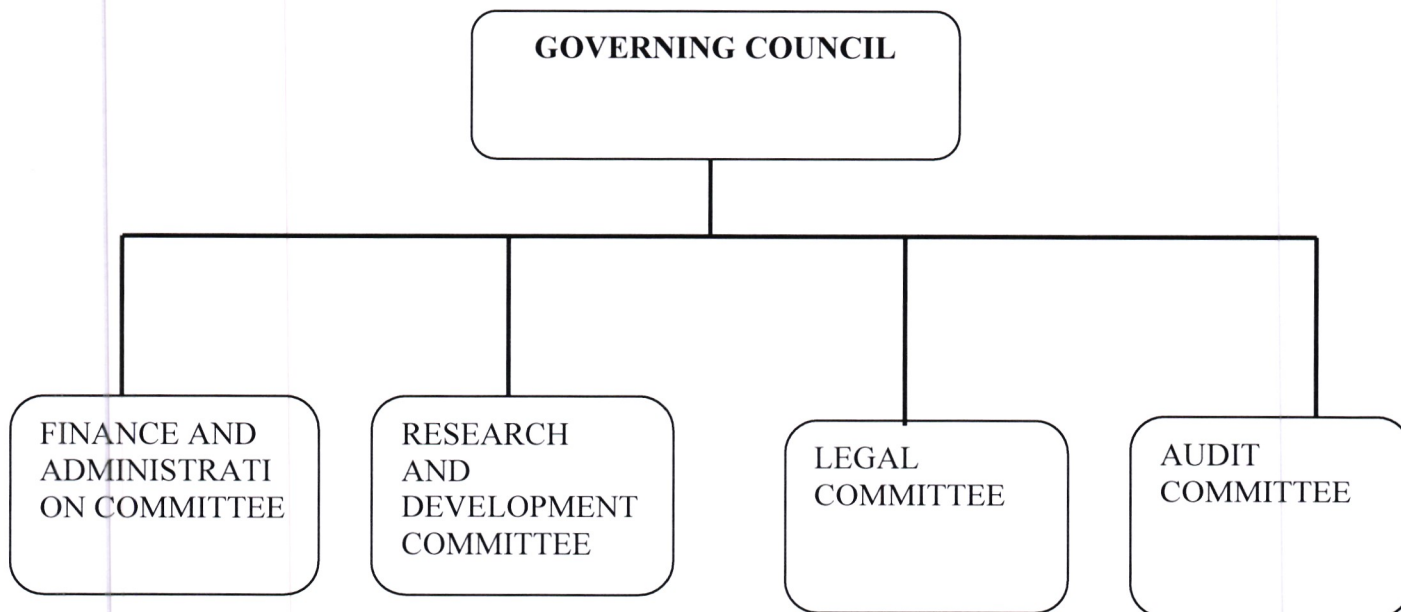 GOVERNING COUNCIL
FINANCE AND
ADMINISTRATI
ON COMMITTEE
RESEARCH
AND
DEVELOPMENT
COMMITTEE
LEGAL
COMMITTEE
AUDIT
COMMITTEE